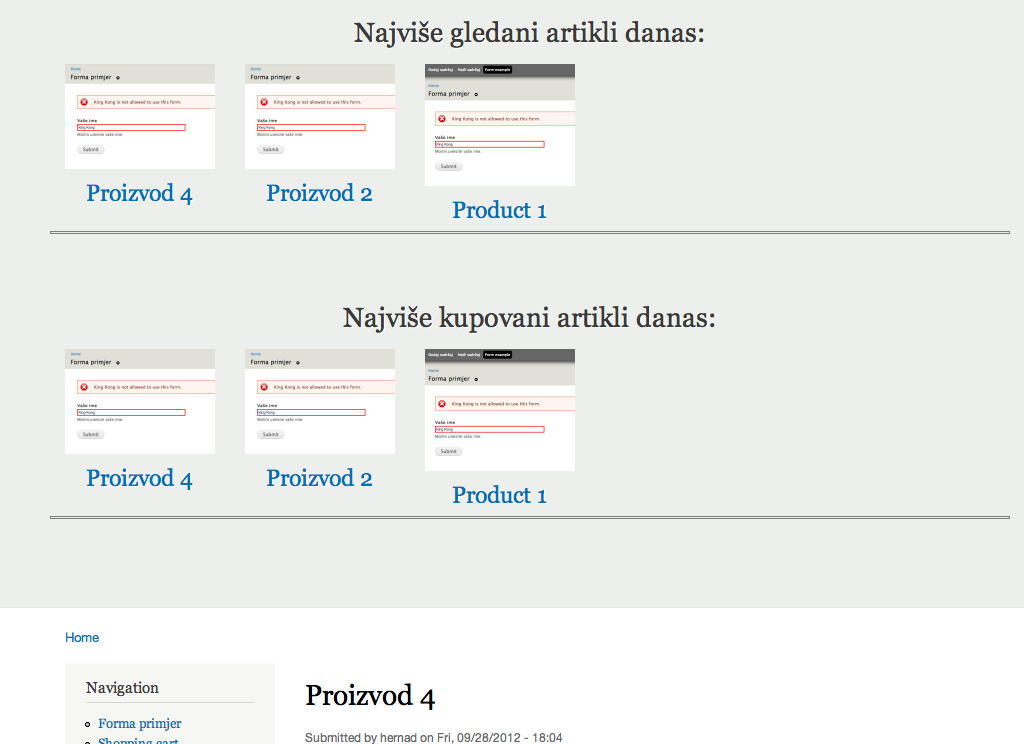 Najviše gledani artikli danas:
Home
Forma primjer
King Kong is not allowed to use this form.
Vaše ime
King Kong
Molim unesite vaše ime.
Submit
Proizvod 4
Home
Forma primjer
King Kong is not allowed to use this form.
Vaše ime
King Kong
Molim unesite vaše ime.
Submit
Proizvod 2
Dodaj sadržaj Nađi sadržaj Form example
Home
Forma primjer
King Kong is not allowed to use this form.
Vaše ime
King Kong
Molim unesite vaše ime.
Submit
Product 1
Najviše kupovani artikli danas:
Home
Forma primjer
King Kong is not allowed to use this form.
Vaše ime
King Kong
Molim unesite vaše ime.
Submit
Proizvod 4
Home
Forma primjer
King Kong is not allowed to use this form.
Vaše ime
King Kong
Molim unesite vaše ime.
Submit
Proizvod 2
Dodaj sadržaj Nađi sadržaj Form example
Home
Forma primjer
King Kong is not allowed to use this form.
Vaše ime
King Kong
Molim unesite vaše ime.
Submit
Product 1
Home
Navigation
Forma primjer
Shopping cart
Proizvod 4
Submitted by hernad on Fri, 09/28/2012 - 18:04